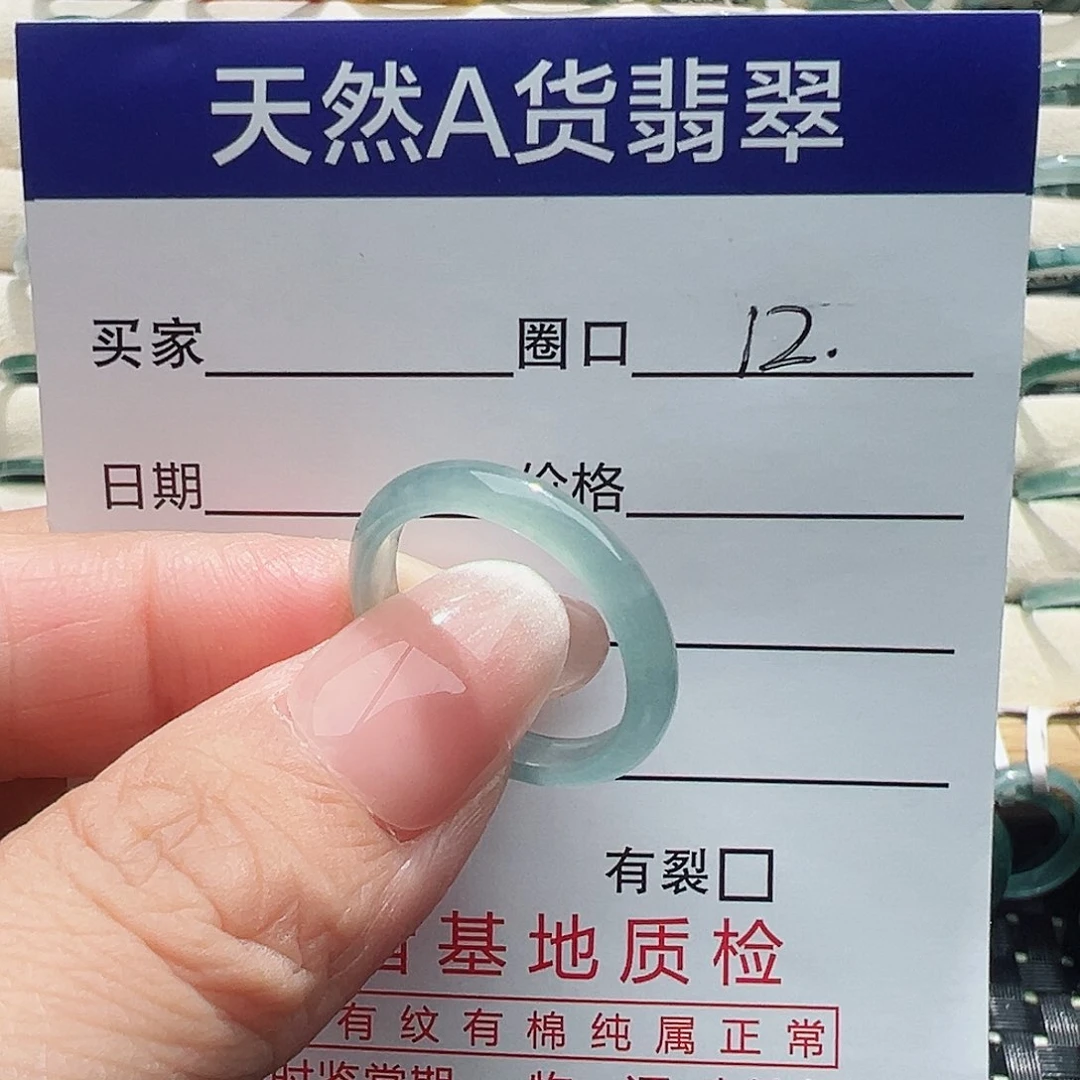 天然A货翡翠
买家 圈口 12.
日期 价格
有裂
基地质检
有纹有棉纯属正常